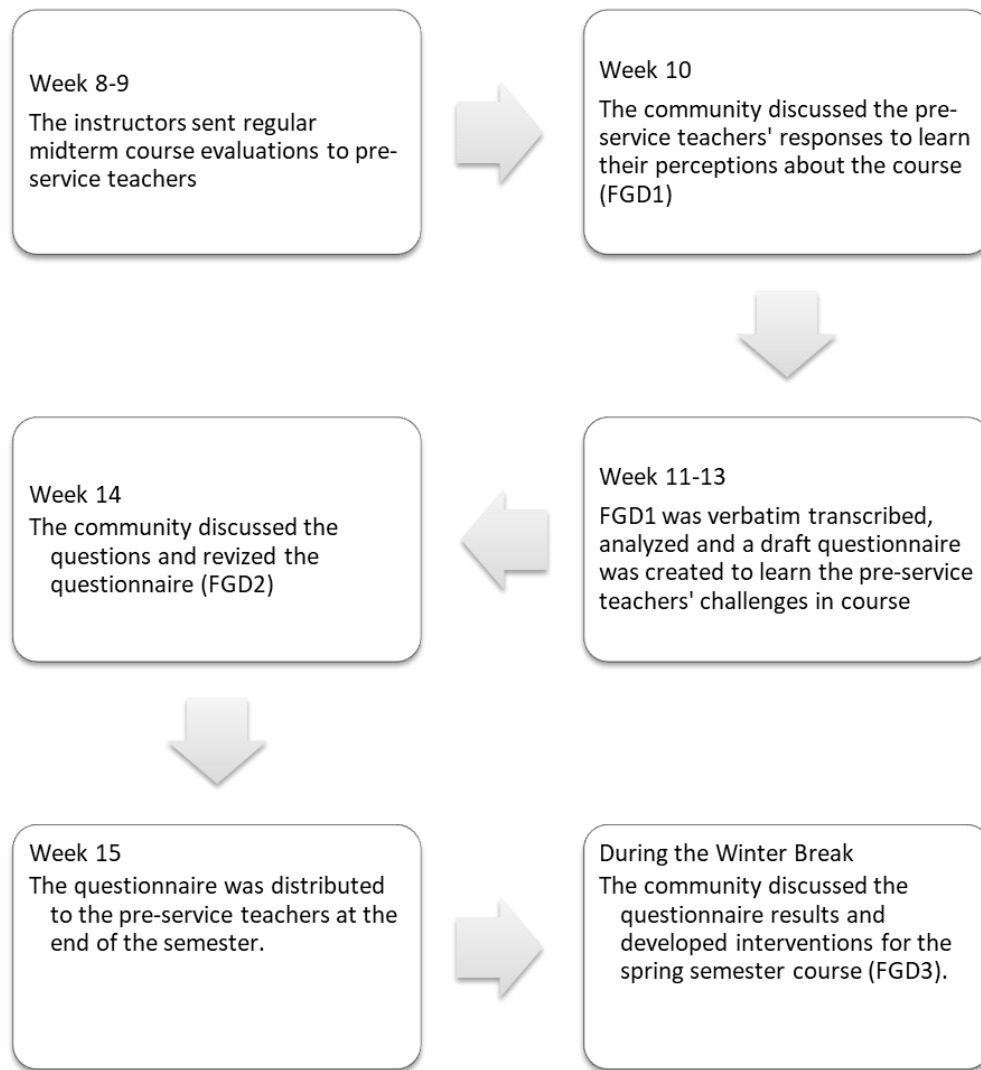 Week 8-9
The instructors sent regular
midterm course evaluations to pre-
service teachers
Week 10
The community discussed the pre-
service teachers' responses to learn
their perceptions about the course
(FGD1)
Week 11-13
FGD1 was verbatim transcribed,
analyzed and a draft questionnaire
was created to learn the pre-service
teachers' challenges in course
Week 14
The community discussed the
questions and revized the
questionnaire (FGD2)
Week 15
The questionnaire was distributed
to the pre-service teachers at the
end of the semester.
During the Winter Break
The community discussed the
questionnaire results and
developed interventions for the
spring semester course (FGD3).